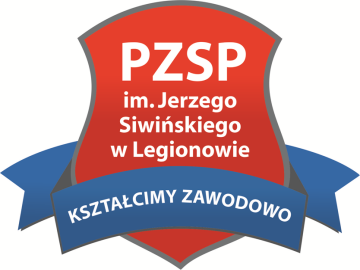 PZSP
im. Jerzego
Siwińskiego
w Legionowie
KSZTAŁCIMY ZAWODOWO